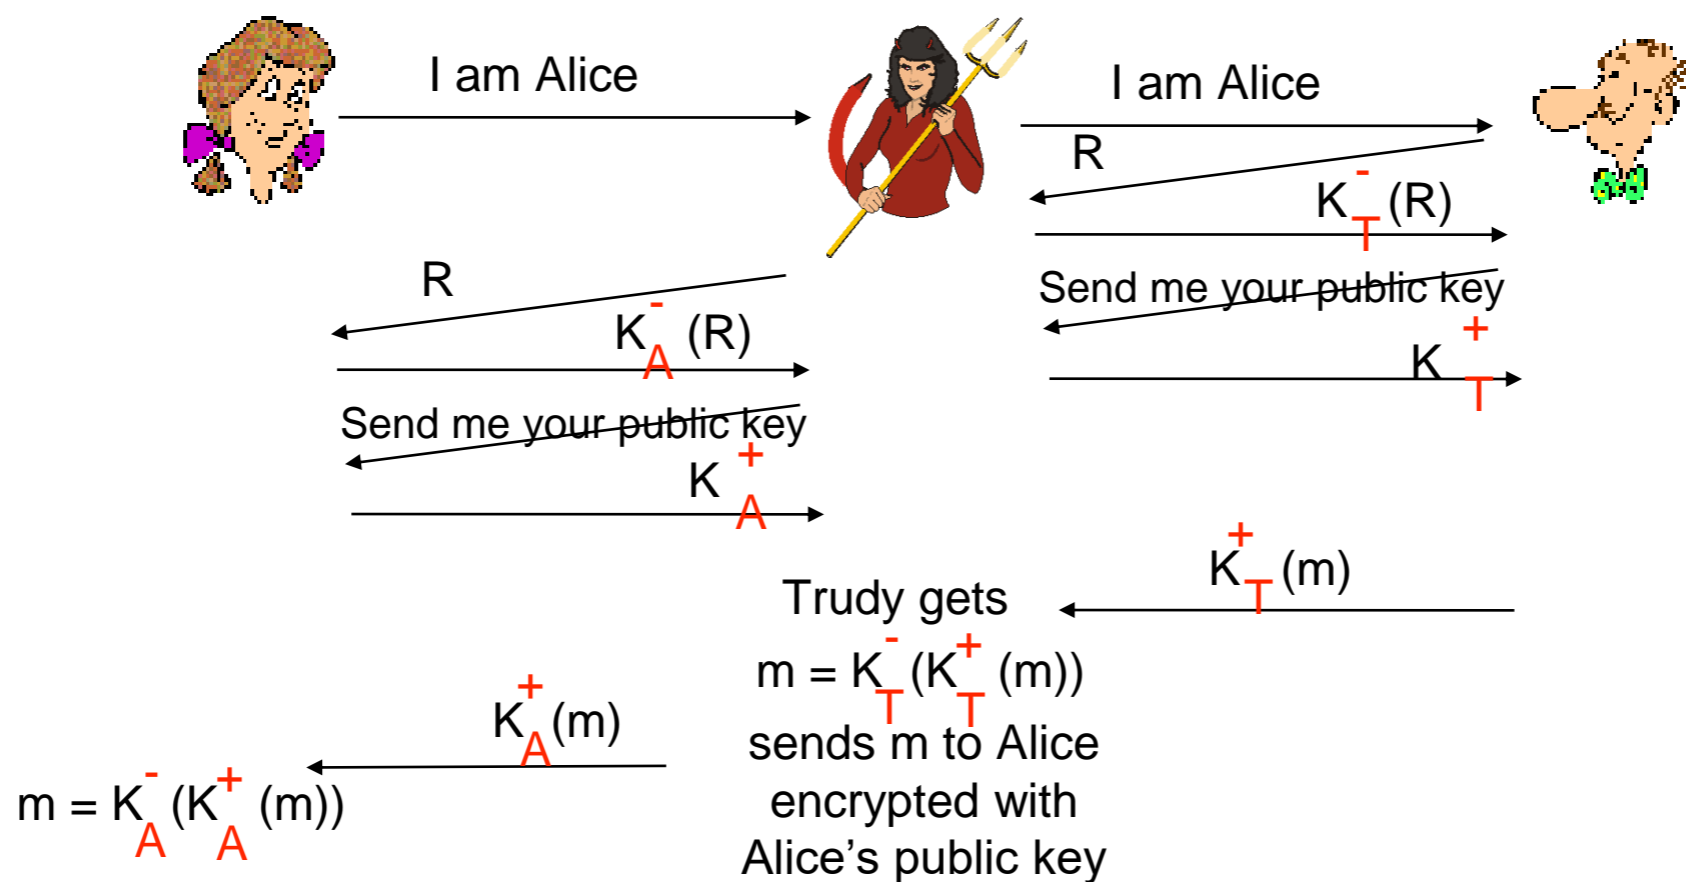 I am Alice
I am Alice
R
K⁻T(R)
R
Send me your public key
K⁻A(R)
K⁺T
Send me your public key
K⁺A
K⁺T(m)
Trudy gets
m = K⁻T(K⁺T(m))
K⁺A(m)
sends m to Alice
m = K⁻A(K⁺A(m))
encrypted with
Alice’s public key